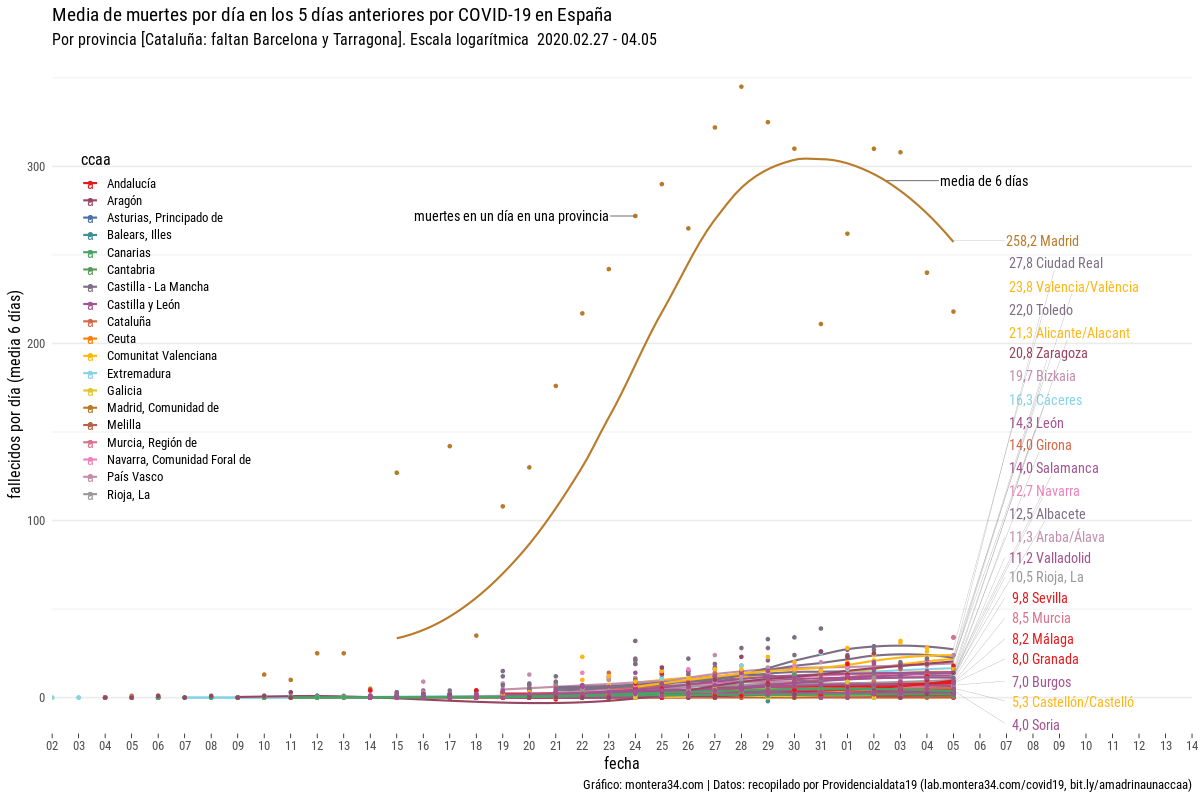 Media de muertes por día en los 5 días anteriores por COVID-19 en España
Por provincia [Cataluña: faltan Barcelona y Tarragona]. Escala logarítmica 2020.02.27 - 04.05
fallecidos por día (media 6 días)
300
200
100
0
ccaa
Andalucía
Aragón
Asturias, Principado de
Balears, Illes
Canarias
Cantabria
Castilla - La Mancha
Castilla y León
Cataluña
Ceuta
Comunitat Valenciana
Extremadura
Galicia
Madrid, Comunidad de
Melilla
Murcia, Región de
Navarra, Comunidad Foral de
País Vasco
Rioja, La
muertes en un día en una provincia
media de 6 días
258,2 Madrid
27,8 Ciudad Real
23,8 Valencia/València
22,0 Toledo
21,3 Alicante/Alacant
20,8 Zaragoza
19,7 Bizkaia
16,3 Cáceres
14,3 León
14,0 Girona
14,0 Salamanca
12,7 Navarra
12,5 Albacete
11,3 Araba/Álava
11,2 Valladolid
10,5 Rioja, La
9,8 Sevilla
8,5 Murcia
8,2 Málaga
8,0 Granada
7,0 Burgos
5,3 Castellón/Castelló
4,0 Soria
02 03 04 05 06 07 08 09 10 11 12 13 14 15 16 17 18 19 20 21 22 23 24 25 26 27 28 29 30 31 01 02 03 04 05 06 07 08 09 10 11 12 13 14
fecha
Gráfico: montera34.com | Datos: recopilado por Providencialdata19 (lab.montera34.com/covid19, bit.ly/amadrinaunaccaa)